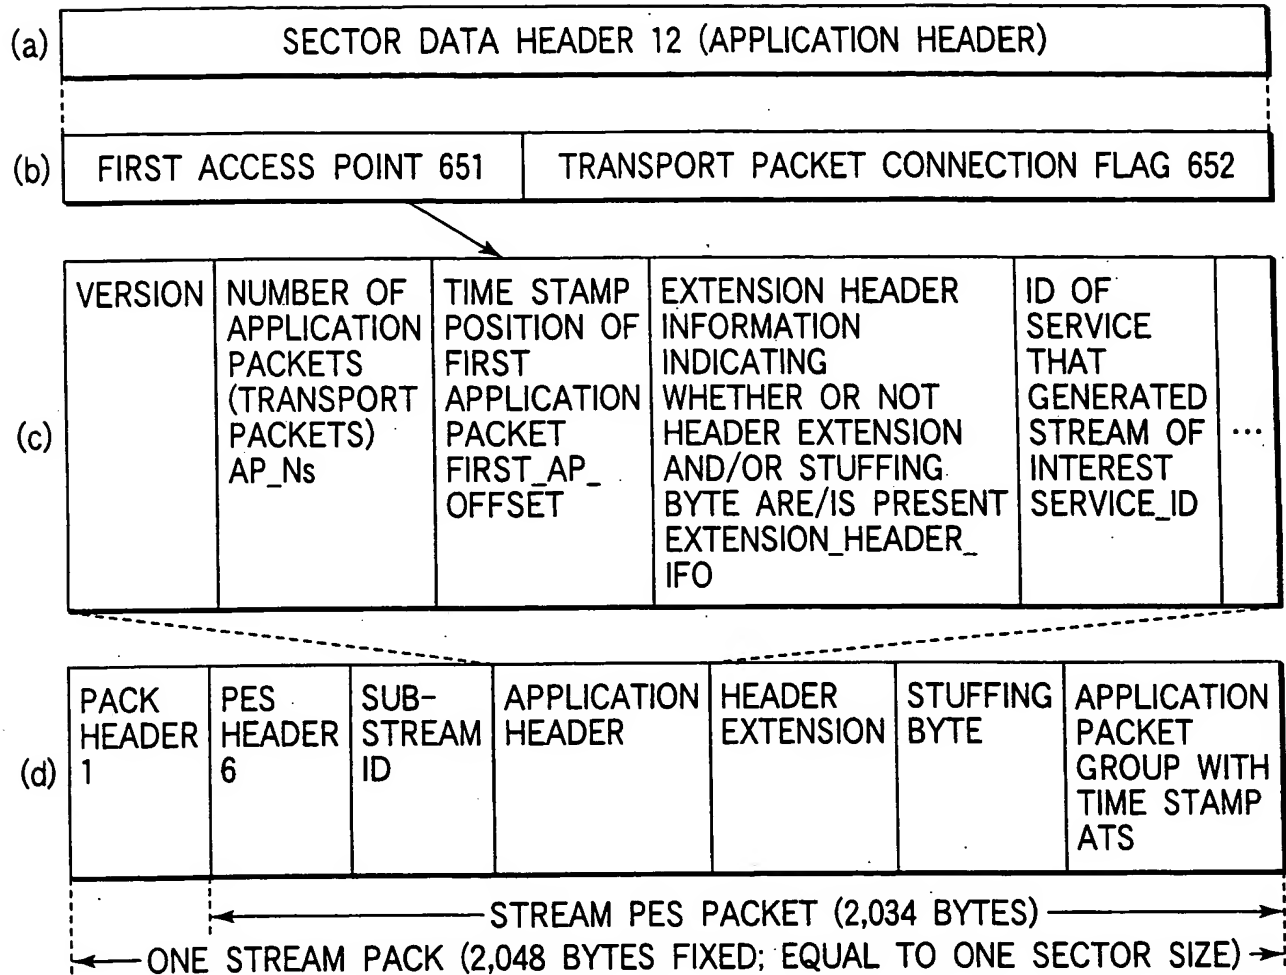 (a) SECTOR DATA HEADER 12 (APPLICATION HEADER)
(b) FIRST ACCESS POINT 651 TRANSPORT PACKET CONNECTION FLAG 652
(c)
VERSION
NUMBER OF
APPLICATION
PACKETS
(TRANSPORT
PACKETS)
AP_Ns
TIME STAMP
POSITION OF
FIRST
APPLICATION
PACKET
FIRST_AP_
OFFSET
EXTENSION HEADER
INFORMATION
INDICATING
WHETHER OR NOT
HEADER EXTENSION
AND/OR STUFFING
BYTE ARE/IS PRESENT
EXTENSION_HEADER_
IFO
ID OF
SERVICE
THAT
GENERATED
STREAM OF
INTEREST
SERVICE_ID
...
(d)
PACK
HEADER
1
PES
HEADER
6
SUB-
STREAM
ID
APPLICATION
HEADER
HEADER
EXTENSION
STUFFING
BYTE
APPLICATION
PACKET
GROUP WITH
TIME STAMP
ATS
STREAM PES PACKET (2,034 BYTES)
ONE STREAM PACK (2,048 BYTES FIXED; EQUAL TO ONE SECTOR SIZE)